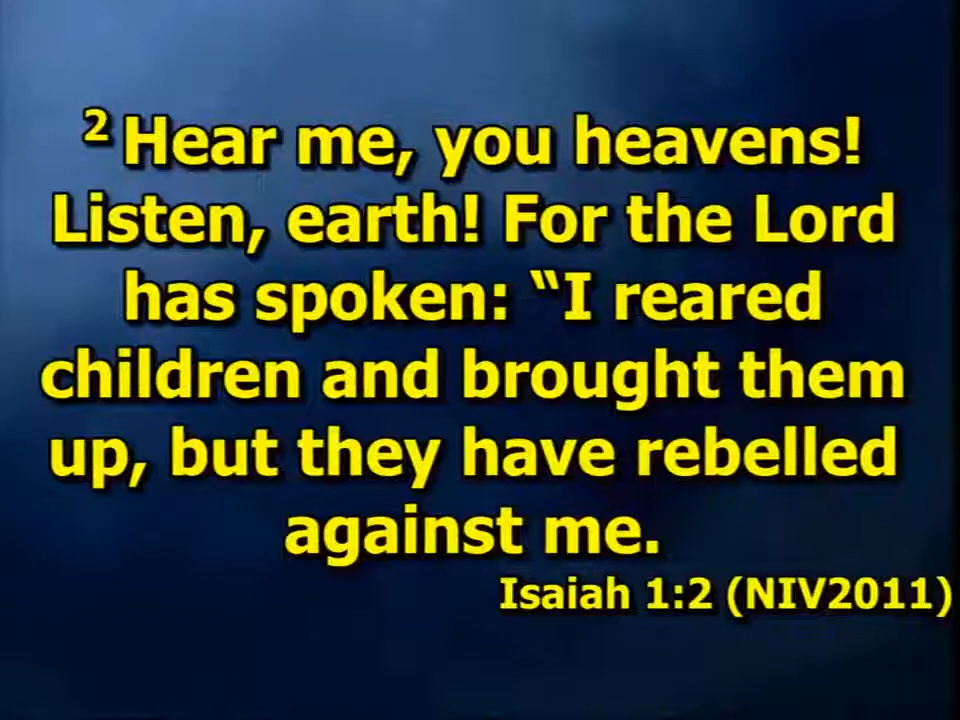 2 Hear me, you heavens!
Listen, earth! For the Lord
has spoken: “I reared
children and brought them
up, but they have rebelled
against me.
Isaiah 1:2 (NIV2011)